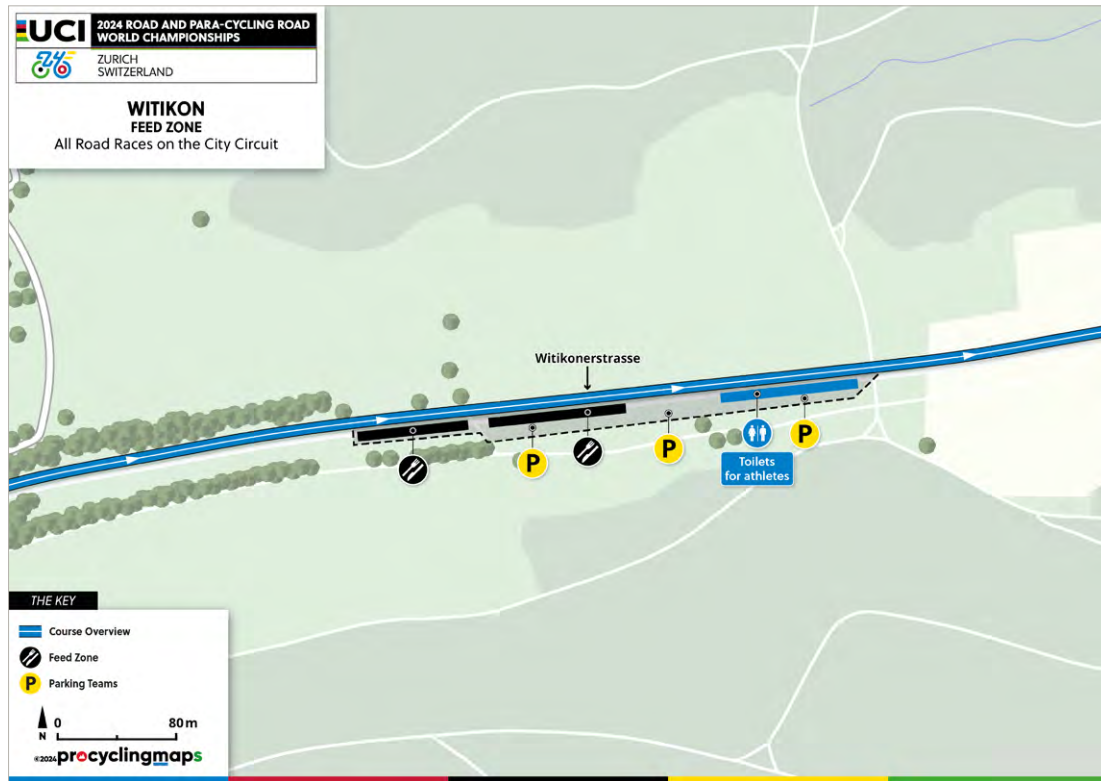 UCI
2024 ROAD AND PARA-CYCLING ROAD
WORLD CHAMPIONSHIPS
ZURICH
SWITZERLAND
WITIKON
FEED ZONE
All Road Races on the City Circuit
Witikonerstrasse
P
P
P
Toilets
for athletes
THE KEY
Course Overview
Feed Zone
P Parking Teams
N
0 80 m
©2024 procyclingmaps